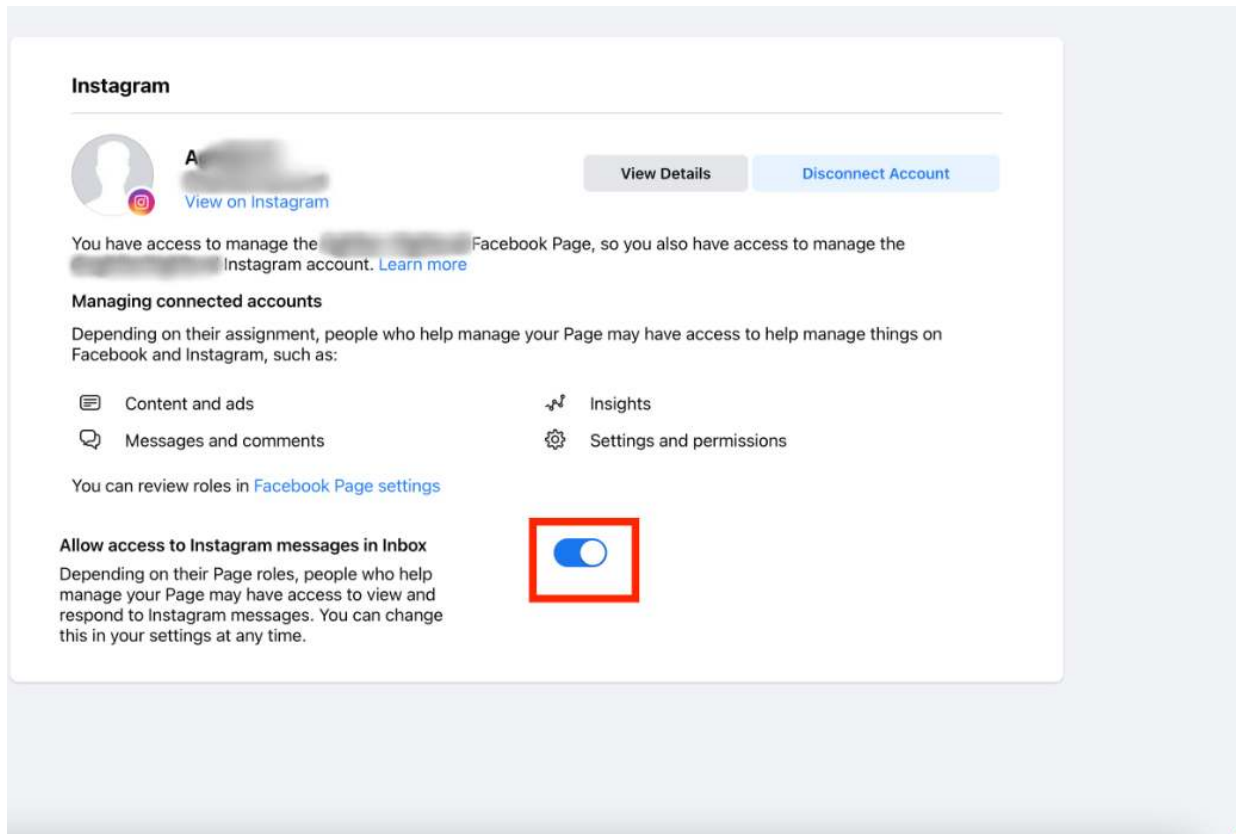 Instagram
View Details
Disconnect Account
View on Instagram
You have access to manage the Facebook Page, so you also have access to manage the
Instagram account. Learn more
Managing connected accounts
Depending on their assignment, people who help manage your Page may have access to help manage things on
Facebook and Instagram, such as:
Content and ads
Insights
Messages and comments
Settings and permissions
You can review roles in Facebook Page settings
Allow access to Instagram messages in Inbox
Depending on their Page roles, people who help
manage your Page may have access to view and
respond to Instagram messages. You can change
this in your settings at any time.